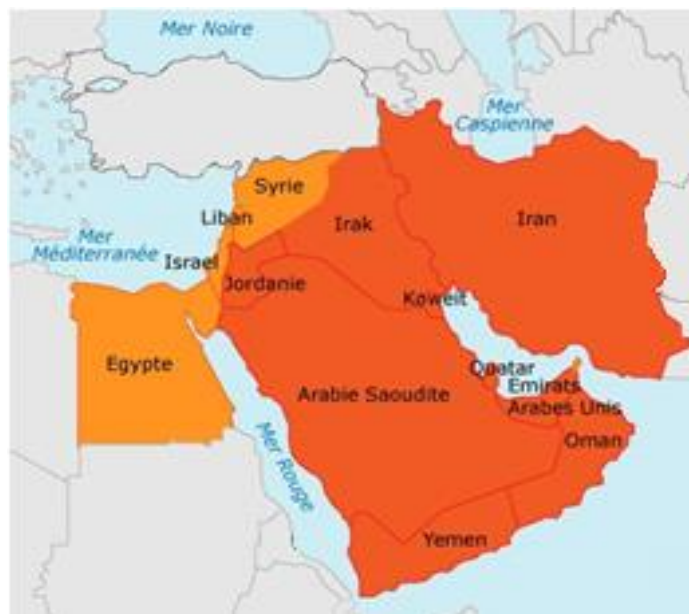 Mer Noire
Mer
Caspienne
Syrie
Liban
Irak
Iran
Mer
Méditerranée
Israel
Jordanie
Koweit
Egypte
Quatar
Emirats
Arabes Unis
Arabie Saoudite
Oman
Mer Rouge
Yemen